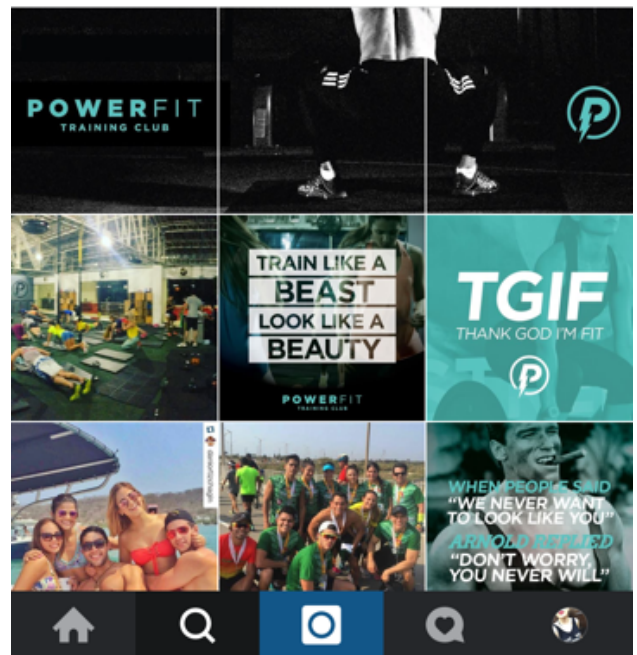 POWERFIT
TRAINING CLUB
P
P
TRAIN LIKE A
BEAST
LOOK LIKE A
BEAUTY
POWERFIT
TRAINING CLUB
TGIF
THANK GOD I'M FIT
P
WHEN PEOPLE SAID
"WE NEVER WANT
TO LOOK LIKE YOU"
ARNOLD REPLIED
"DON'T WORRY,
YOU NEVER WILL"